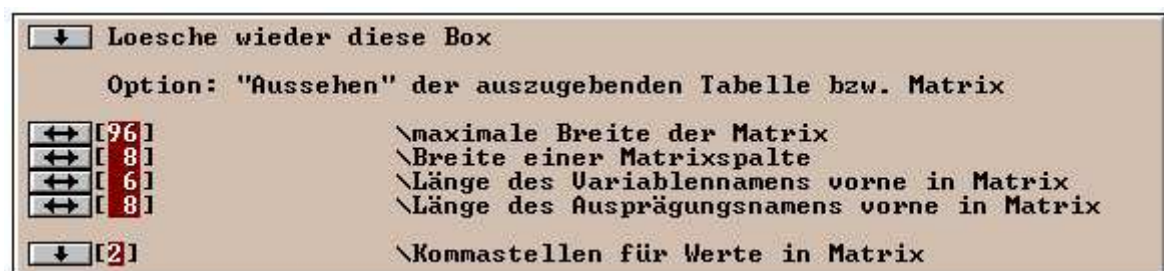 Loesche wieder diese Box
Option: "Aussehen" der auszugebenden Tabelle bzw. Matrix
[96] \maximale Breite der Matrix
[ 8] \Breite einer Matrixspalte
[ 6] \Länge des Variablennamens vorne in Matrix
[ 8] \Länge des Ausprägungsnamens vorne in Matrix
[2] \Kommastellen für Werte in Matrix